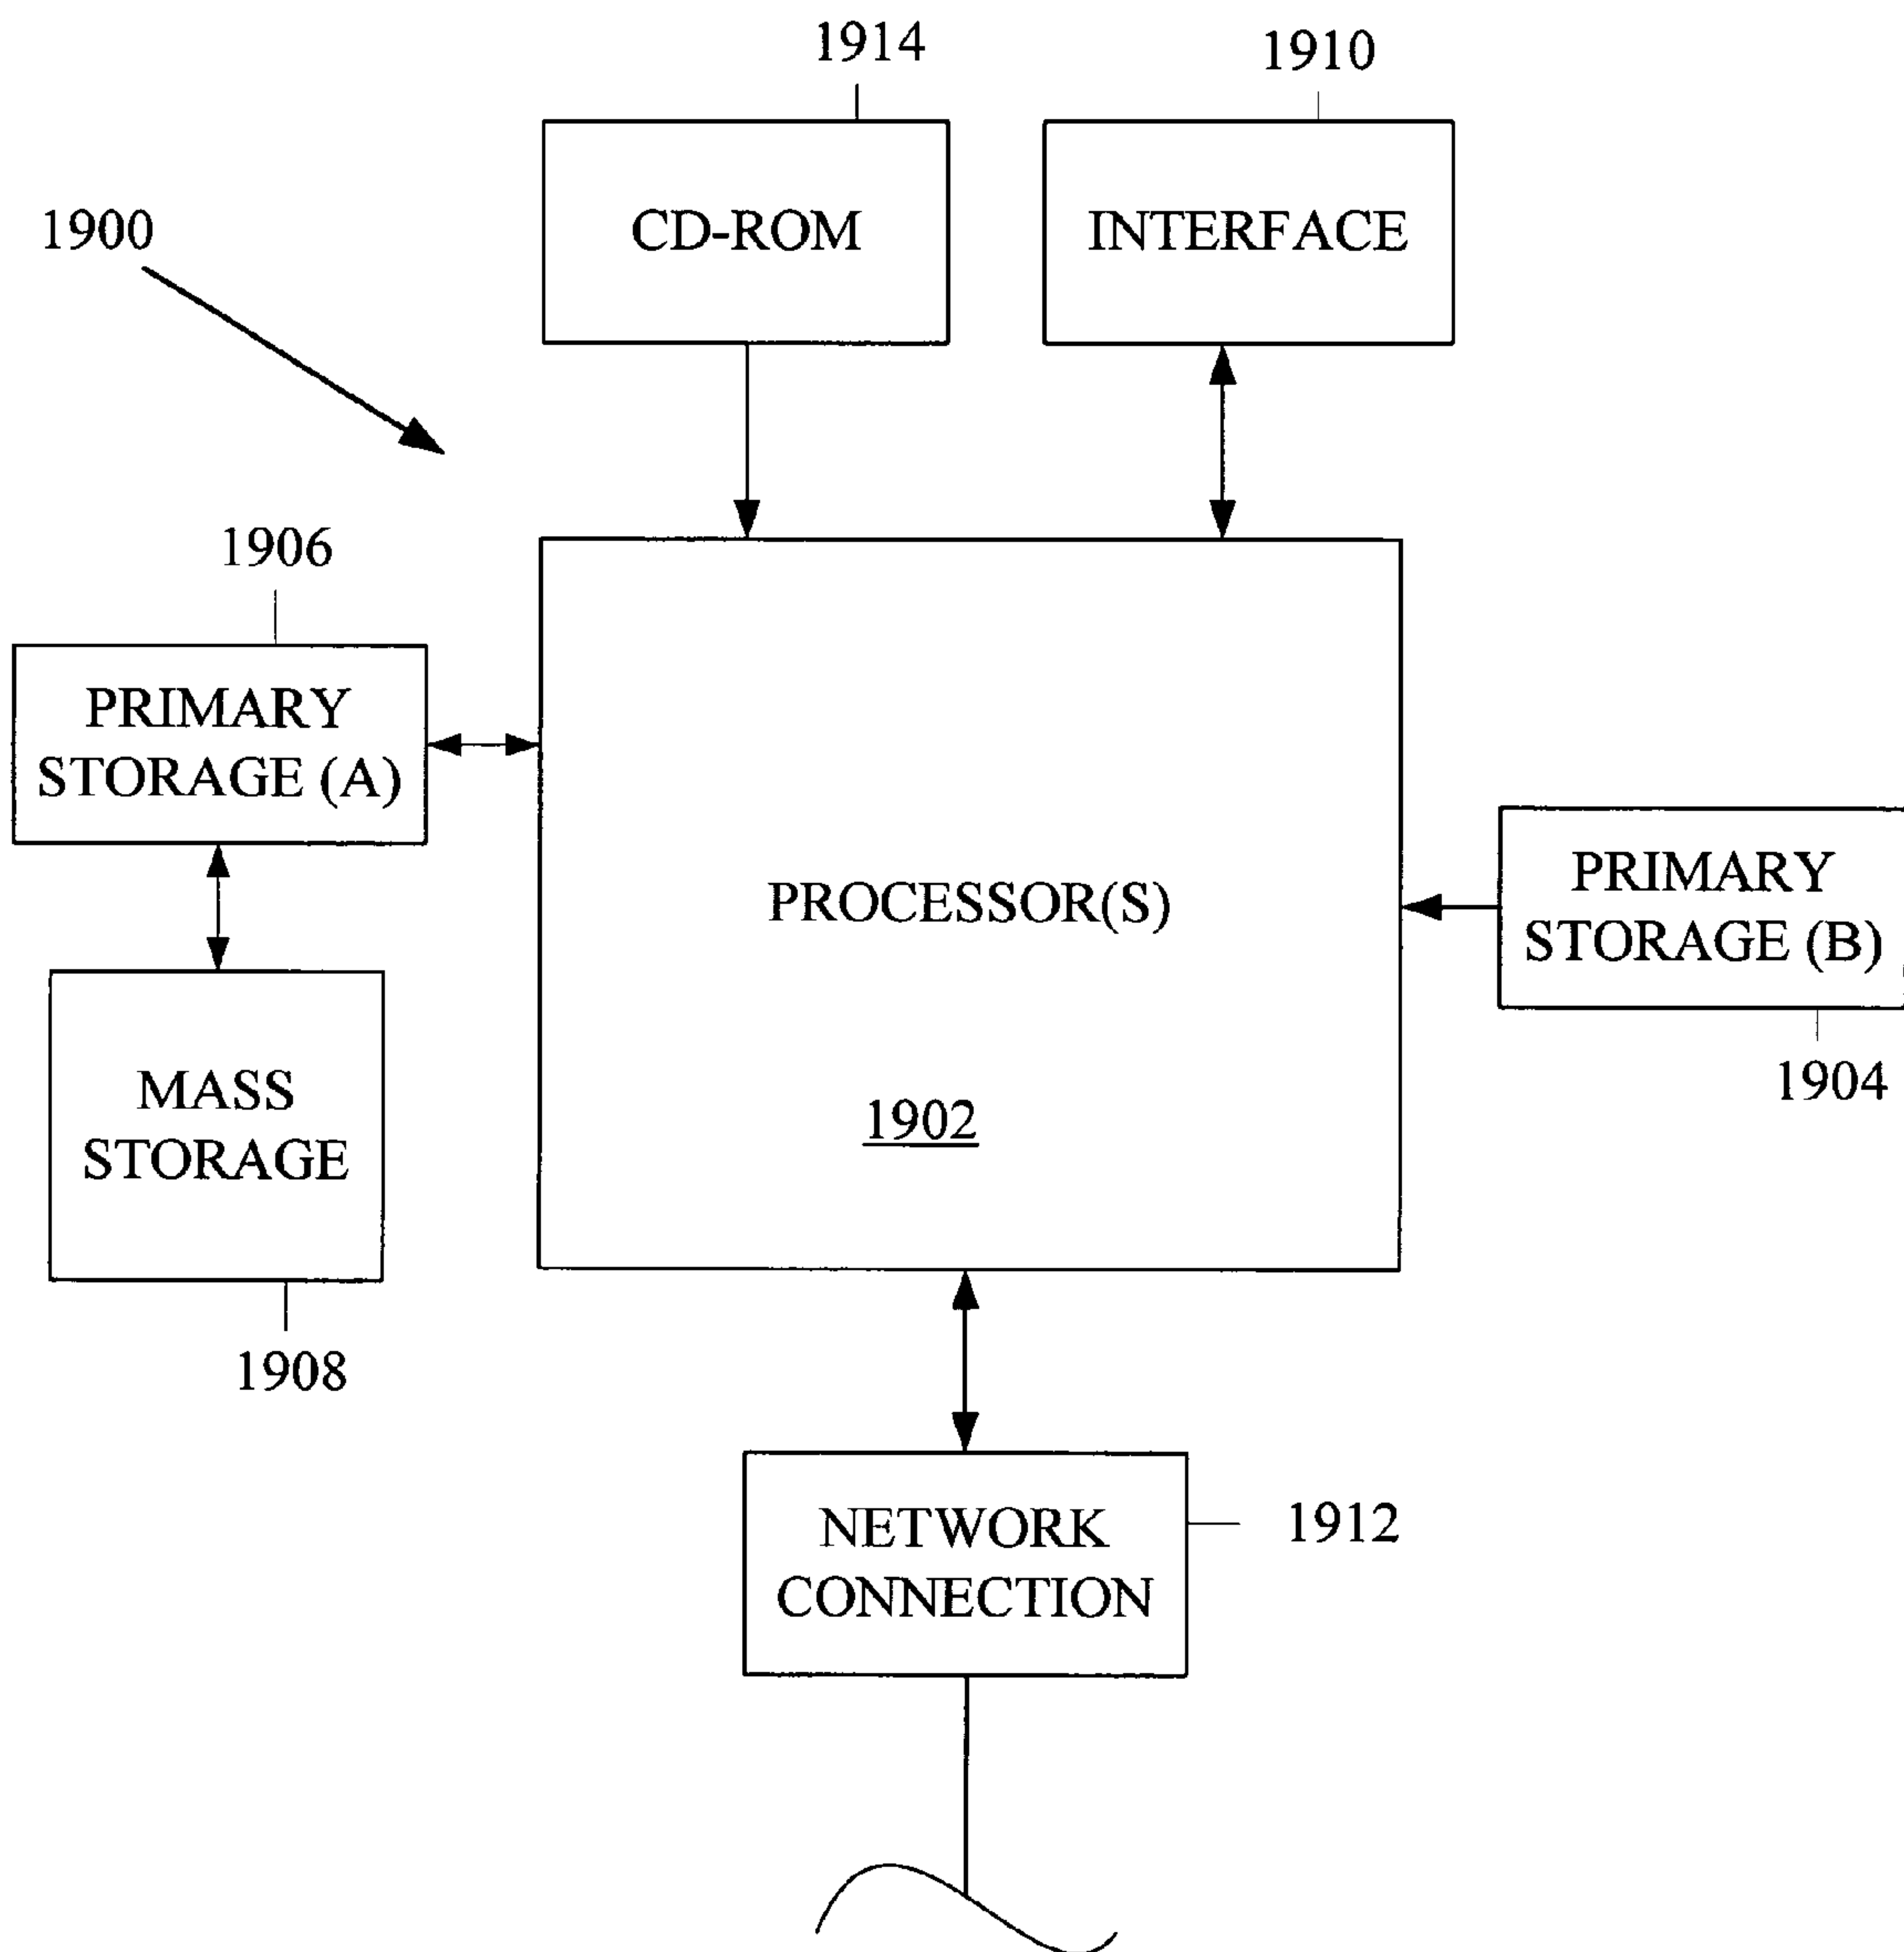 1914
1910
1900
CD-ROM
INTERFACE
1906
PRIMARY
STORAGE (A)
PROCESSOR(S)
PRIMARY
STORAGE (B)
1904
MASS
STORAGE
1902
1908
NETWORK
CONNECTION
1912